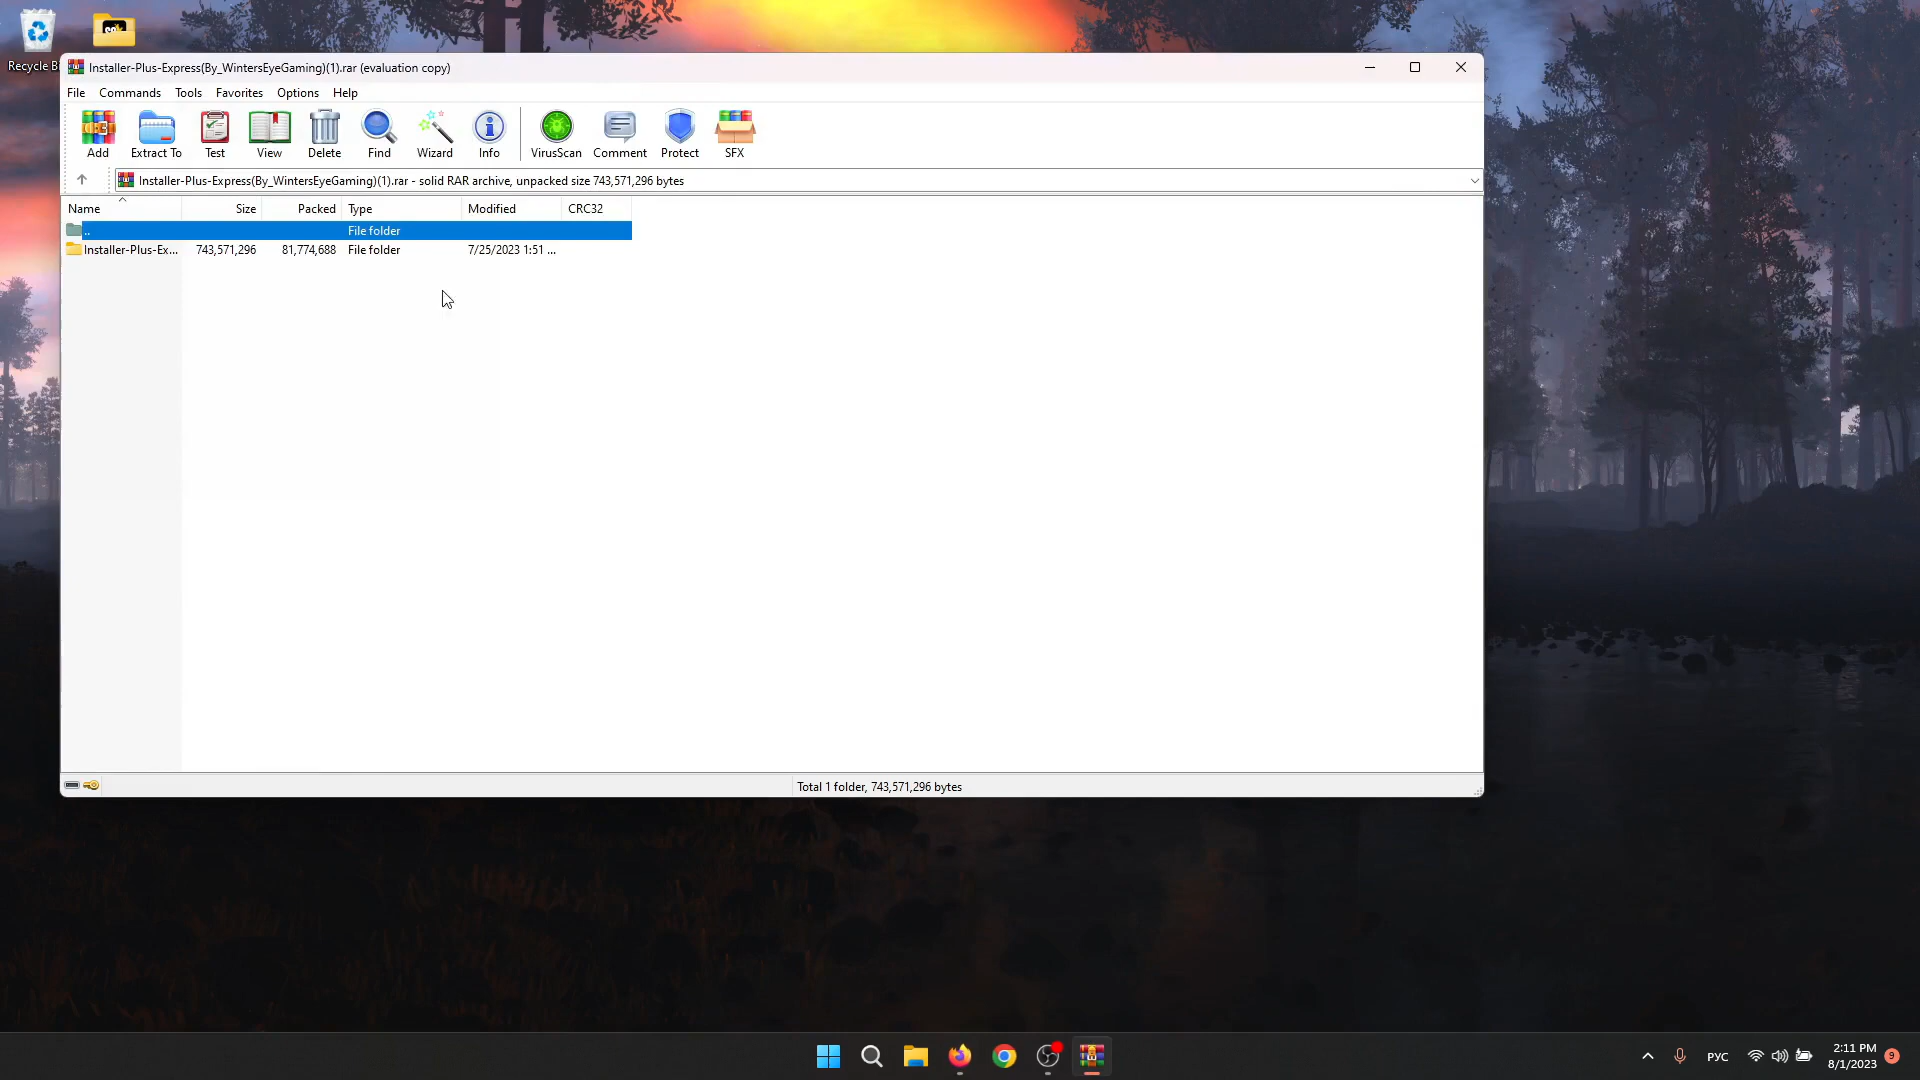 Recycle Bi
Installer-Plus-Express(By_WintersEyeGaming)(1).rar (evaluation copy)
File Commands Tools Favorites Options Help
Add Extract To Test View Delete Find Wizard Info VirusScan Comment Protect SFX
Installer-Plus-Express(By_WintersEyeGaming)(1).rar - solid RAR archive, unpacked size 743,571,296 bytes
Name Size Packed Type Modified CRC32
.. File folder
Installer-Plus-Ex... 743,571,296 81,774,688 File folder 7/25/2023 1:51 ...
Total 1 folder, 743,571,296 bytes
РУС
2:11 PM
8/1/2023
9